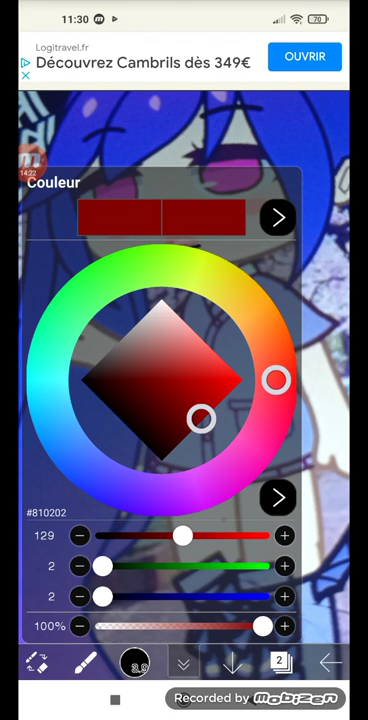 11:30
70
Logitravel.fr
Découvrez Cambrils dès 349€
OUVRIR
14:22
Couleur
#810202
129
2
2
100%
3.9
2
Recorded by mobizen